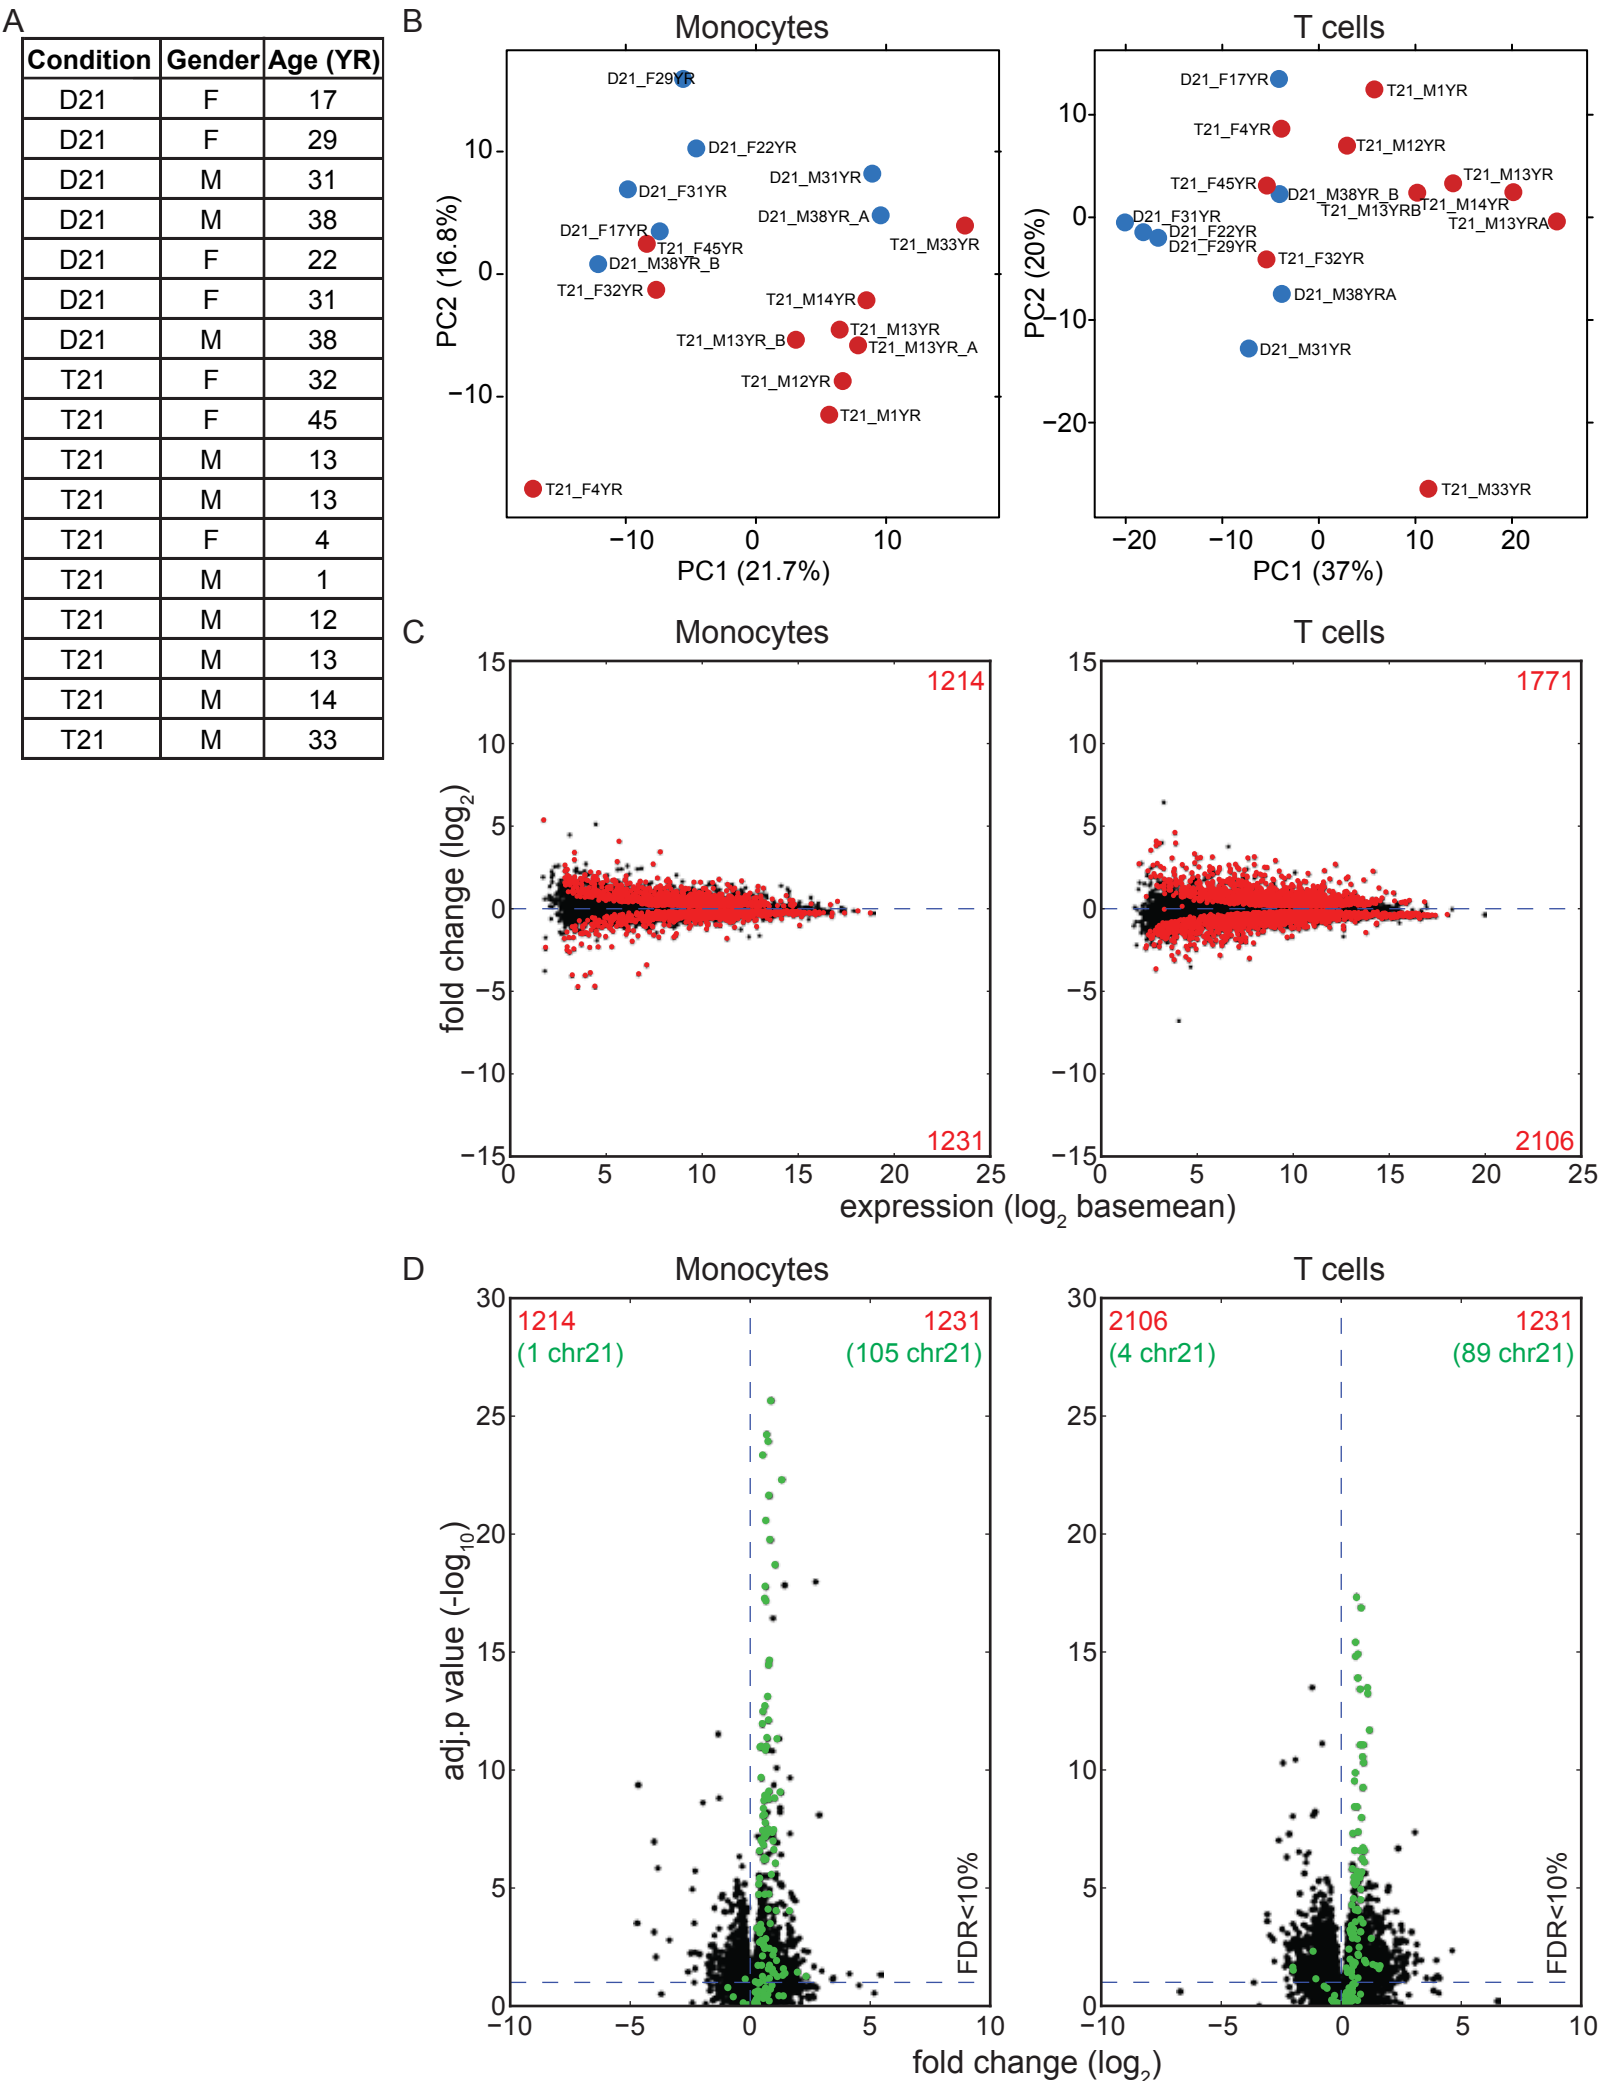 A
Condition Gender Age (YR)
D21 F 17
D21 F 29
D21 M 31
D21 M 38
D21 F 22
D21 F 31
D21 M 38
T21 F 32
T21 F 45
T21 M 13
T21 M 13
T21 F 4
T21 M 1
T21 M 12
T21 M 13
T21 M 14
T21 M 33
B
Monocytes
D21_F29YR
D21_F22YR
D21_F31YR
D21_M31YR
D21_M38YR_A
D21_F17YR
T21_F45YR
T21_M33YR
D21_M38YR_B
T21_F32YR
T21_M14YR
T21_M13YR
T21_M13YR_B
T21_M13YR_A
T21_M12YR
T21_M1YR
T21_F4YR
10
0
−10
PC2 (16.8%)
−10 0 10
PC1 (21.7%)
T cells
D21_F17YR
T21_M1YR
T21_F4YR
T21_M12YR
T21_F45YR
T21_M13YR
D21_M38YR_B
T21_M14YR
T21_M13YRB
T21_M13YRA
D21_F31YR
D21_F22YR
D21_F29YR
T21_F32YR
D21_M38YRA
D21_M31YR
T21_M33YR
10
0
−10
−20
PC2 (20%)
−20 −10 0 10 20
PC1 (37%)
C
Monocytes
15
10
5
0
−5
−10
−15
1214
1231
0 5 10 15 20 25
fold change (log2)
T cells
15
10
5
0
−5
−10
−15
1771
2106
0 5 10 15 20 25
expression (log2 basemean)
D
Monocytes
30
25
20
15
10
5
0
1214 1231
(1 chr21) (105 chr21)
FDR<10%
−10 −5 0 5 10
adj.p value (-log10)
T cells
30
25
20
15
10
5
0
2106 1231
(4 chr21) (89 chr21)
FDR<10%
−10 −5 0 5 10
fold change (log2)